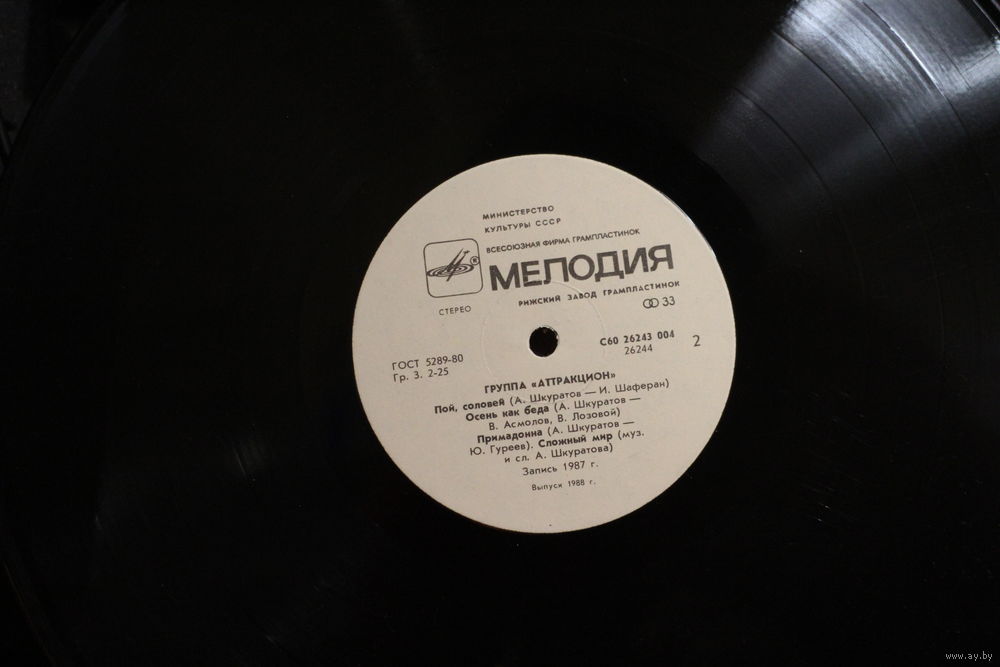 МИНИСТЕРСТВО
КУЛЬТУРЫ СССР
ВСЕСОЮЗНАЯ ФИРМА ГРАМПЛАСТИНОК
®
МЕЛОДИЯ
РИЖСКИЙ ЗАВОД ГРАМПЛАСТИНОК
СТЕРЕО
33
С60 26243 004
26244
2
ГОСТ 5289-80
Гр. 3. 2-25
ГРУППА «АТТРАКЦИОН»
Пой, соловей (А. Шкуратов — И. Шаферан)
Осень как беда (А. Шкуратов —
В. Асмолов, В. Лозовой)
Примадонна (А. Шкуратов —
Ю. Гуреев). Сложный мир (муз.
и сл. А. Шкуратова)
Запись 1987 г.
Выпуск 1988 г.
www.ay.by